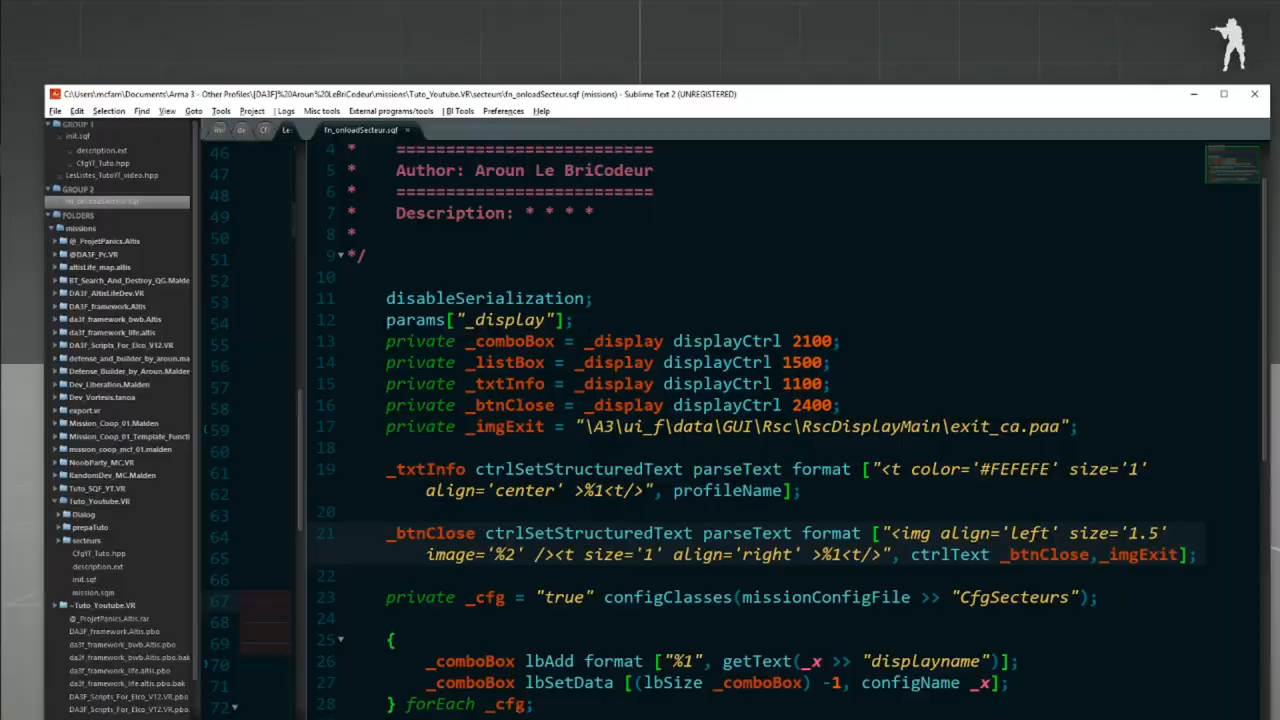 C:\Users\mcfam\Documents\Arma 3 - Other Profiles\[DA3F]%20Aroun%20LeBriCodeur\missions\Tuto_Youtube.VR\secteurs\fn_onloadSecteur.sqf (missions) - Sublime Text 2 (UNREGISTERED)
File Edit Selection Find View Goto Tools Project | Logs Misc tools External programs/tools | BI Tools Preferences Help
GROUP 1
init.sqf
description.ext
CfgYT_Tuto.hpp
LesListes_TutoYT_video.hpp
GROUP 2
fn_onloadSecteur.sqf
FOLDERS
missions
@_ProjetPanics.Altis
@DA3F_Pc.VR
altisLife_map.altis
BT_Search_And_Destroy_QG.Malden
DA3F_AltisLifeDev.VR
DA3F_framework.Altis
da3f_framework_bwb.Altis
da3f_framework_life.altis
DA3F_Scripts_For_Elco_V12.VR
defense_and_builder_by_aroun.ma
Defense_Builder_by_Aroun.Malden
Dev_Liberation.Malden
Dev_Vortesis.tanoa
export.vr
Mission_Coop_01.Malden
Mission_Coop_01_Template_Functi
mission_coop_mcf_01.malden
NoobParty_MC.VR
RandomDev_MC.Malden
Tuto_SQF_YT.VR
Tuto_Youtube.VR
Dialog
prepaTuto
secteurs
CfgYT_Tuto.hpp
description.ext
init.sqf
mission.sqm
~Tuto_Youtube.VR
@_ProjetPanics.Altis.rar
DA3F_framework.Altis.pbo
da3f_framework_bwb.Altis.pbo
da3f_framework_bwb.Altis.pbo.bak
da3f_framework_life.altis.pbo
da3f_framework_life.altis.pbo.bak
DA3F_Scripts_For_Elco_V12.VR.pbo
DA3F_Scripts_For_Elco_V12.VR.pbo.
46
47
48
49
50
51
52
53
54
55
56
57
58
59
60
61
62
63
64
65
66
67
68
69
70
71
72
fn_onloadSecteur.sqf ×
4 * ==========================
5 * Author: Aroun Le BriCodeur
6 * ==========================
7 * Description: * * * *
8 *
9 */
10
11 disableSerialization;
12 params["_display"];
13 private _comboBox = _display displayCtrl 2100;
14 private _listBox = _display displayCtrl 1500;
15 private _txtInfo = _display displayCtrl 1100;
16 private _btnClose = _display displayCtrl 2400;
17 private _imgExit = "\A3\ui_f\data\GUI\Rsc\RscDisplayMain\exit_ca.paa";
18
19 _txtInfo ctrlSetStructuredText parseText format ["<t color='#FEFEFE' size='1'
align='center' >%1<t/>", profileName];
20
21 _btnClose ctrlSetStructuredText parseText format ["<img align='left' size='1.5'
image='%2' /><t size='1' align='right' >%1<t/>", ctrlText _btnClose,_imgExit];
22
23 private _cfg = "true" configClasses(missionConfigFile >> "CfgSecteurs");
24
25 {
26 _comboBox lbAdd format ["%1", getText(_x >> "displayname")];
27 _comboBox lbSetData [(lbSize _comboBox) -1, configName _x];
28 } forEach _cfg;